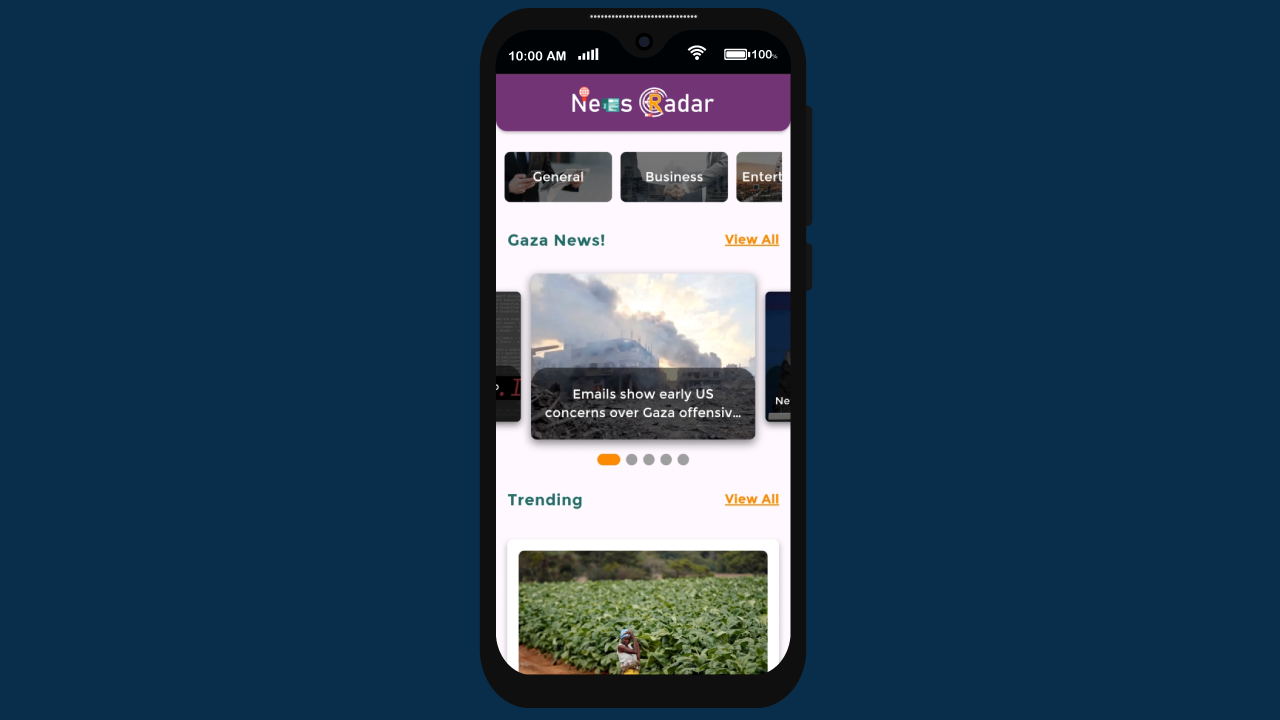 10:00 AM 100%
News Radar
General Business Entert
Gaza News! View All
Emails show early US
concerns over Gaza offensiv...
Ne
Trending View All